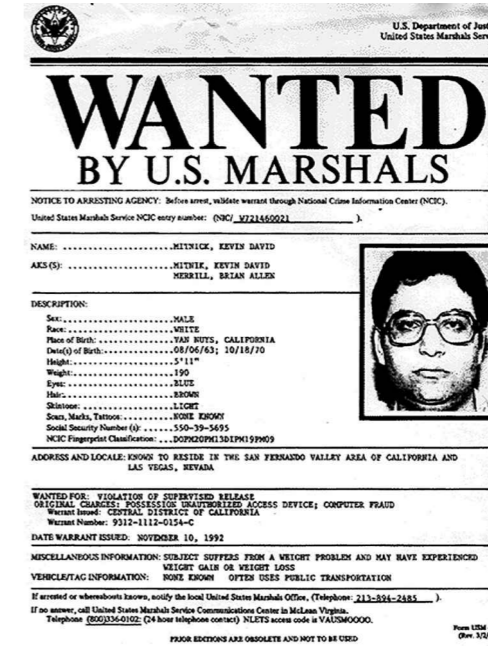 U.S. Department of Just
United States Marshals Serv
WANTED
BY U.S. MARSHALS
NOTICE TO ARRESTING AGENCY: Before arrest, validate warrant through National Crime Information Center (NCIC).
United States Marshals Service NCIC entry number: (NIC/ W721460021 ).
NAME: .......................MITNICK, KEVIN DAVID
AKS(S): .....................MITNIK, KEVIN DAVID
MERRILL, BRIAN ALLEN
DESCRIPTION:
Sex: ....................MALE
Race: ...................WHITE
Place of Birth: ..............VAN NUYS, CALIFORNIA
Date(s) of Birth: .............08/06/63; 10/18/70
Height: ..................5'11"
Weight: ..................190
Eyes: ....................BLUE
Hair: ....................BROWN
Skintone: .................LIGHT
Scars, Marks, Tattoos: .........NONE KNOWN
Social Security Number (s): ......550-39-5695
NCIC Fingerprint Classification: ...DOPM20PM13DIPM19PM09
ADDRESS AND LOCALE: KNOWN TO RESIDE IN THE SAN FERNANDO VALLEY AREA OF CALIFORNIA AND
LAS VEGAS, NEVADA
WANTED FOR: VIOLATION OF SUPERVISED RELEASE
ORIGINAL CHARGES: POSSESSION UNAUTHORIZED ACCESS DEVICE; COMPUTER FRAUD
Warrant Issued: CENTRAL DISTRICT OF CALIFORNIA
Warrant Number: 9312-1112-0154-C
DATE WARRANT ISSUED: NOVEMBER 10, 1992
MISCELLANEOUS INFORMATION: SUBJECT SUFFERS FROM A WEIGHT PROBLEM AND MAY HAVE EXPERIENCED
WEIGHT GAIN OR WEIGHT LOSS
VEHICLE/TAG INFORMATION: NONE KNOWN OFTEN USES PUBLIC TRANSPORTATION
If arrested or whereabouts known, notify the local United States Marshals Office, (Telephone: 213-894-2485 ).
If no answer, call United States Marshals Service Communications Center in McLean Virginia.
Telephone (800)336-0102: (24 hour telephone contact) NLETS access code is VAUSMOOOO.
Form USM
PRIOR EDITIONS ARE OBSOLETE AND NOT TO BE USED
(Rev. 3/2/